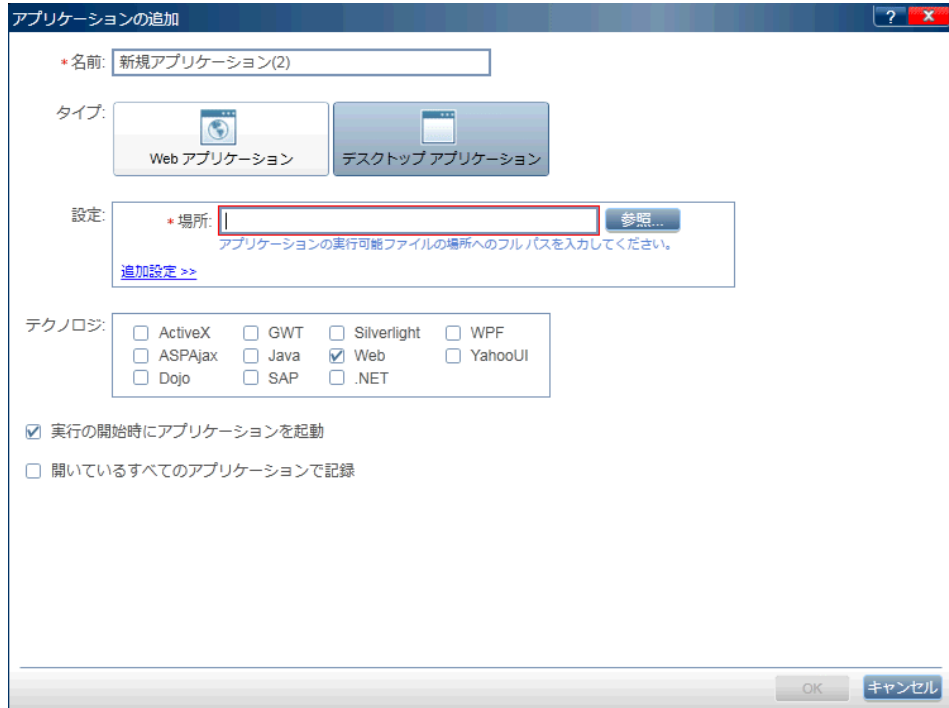 アプリケーションの追加
?
x
*名前: 新規アプリケーション(2)
タイプ:
Web アプリケーション
デスクトップ アプリケーション
設定:
*場所:
参照...
アプリケーションの実行可能ファイルの場所へのフル パスを入力してください。
追加設定 >>
テクノロジ:
ActiveX GWT Silverlight WPF
ASPAjax Java Web YahooUI
Dojo SAP .NET
実行の開始時にアプリケーションを起動
開いているすべてのアプリケーションで記録
OK キャンセル